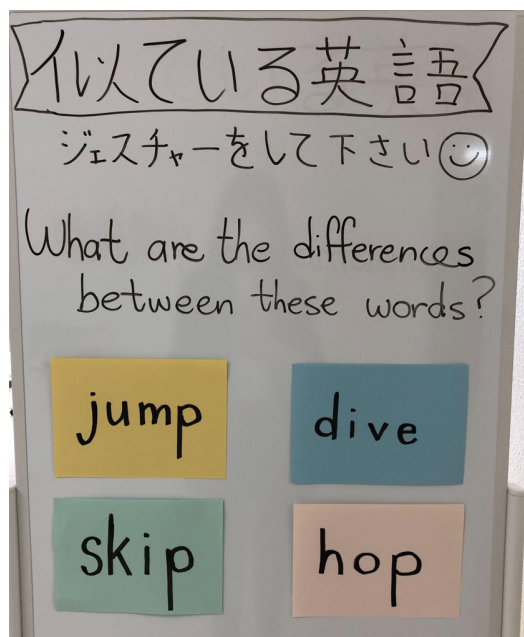 似ている英語
ジェスチャーをして下さい
What are the differences
between these words?
jump
dive
skip
hop